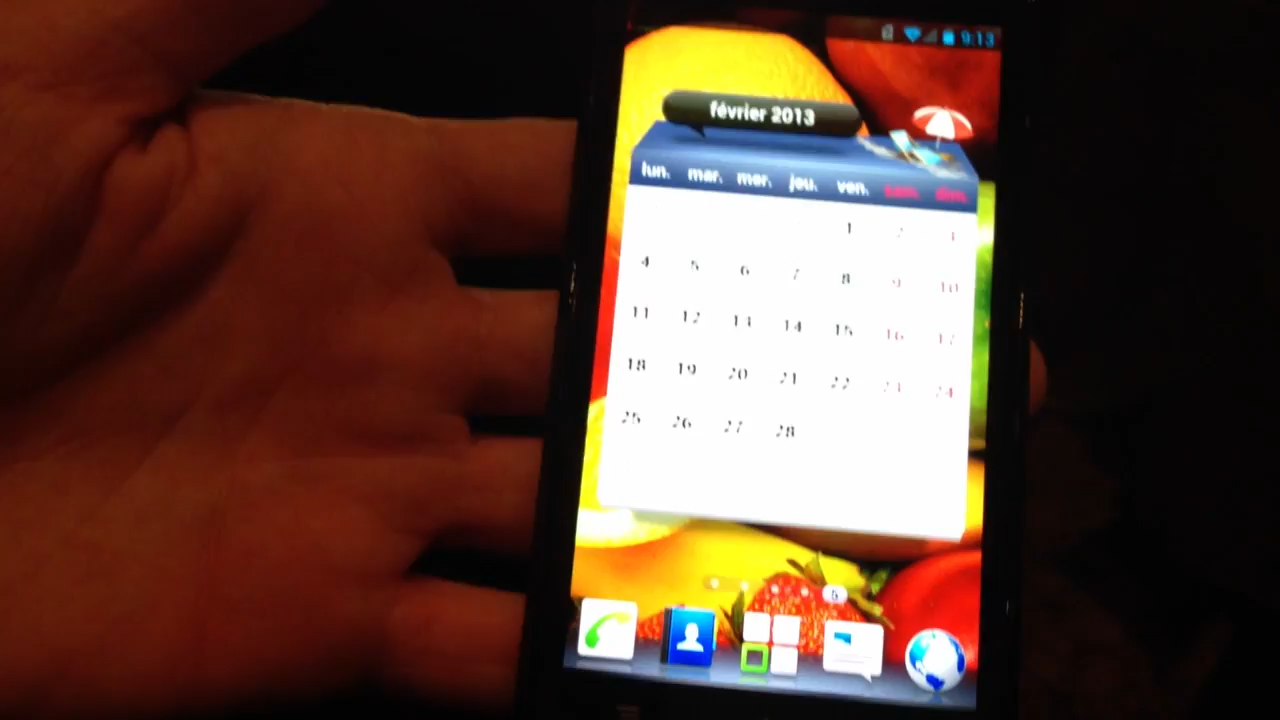 9:13
février 2013
lun. mar. mer. jeu. ven. sam. dim.
1 2 3
4 5 6 7 8 9 10
11 12 13 14 15 16 17
18 19 20 21 22 23 24
25 26 27 28
5